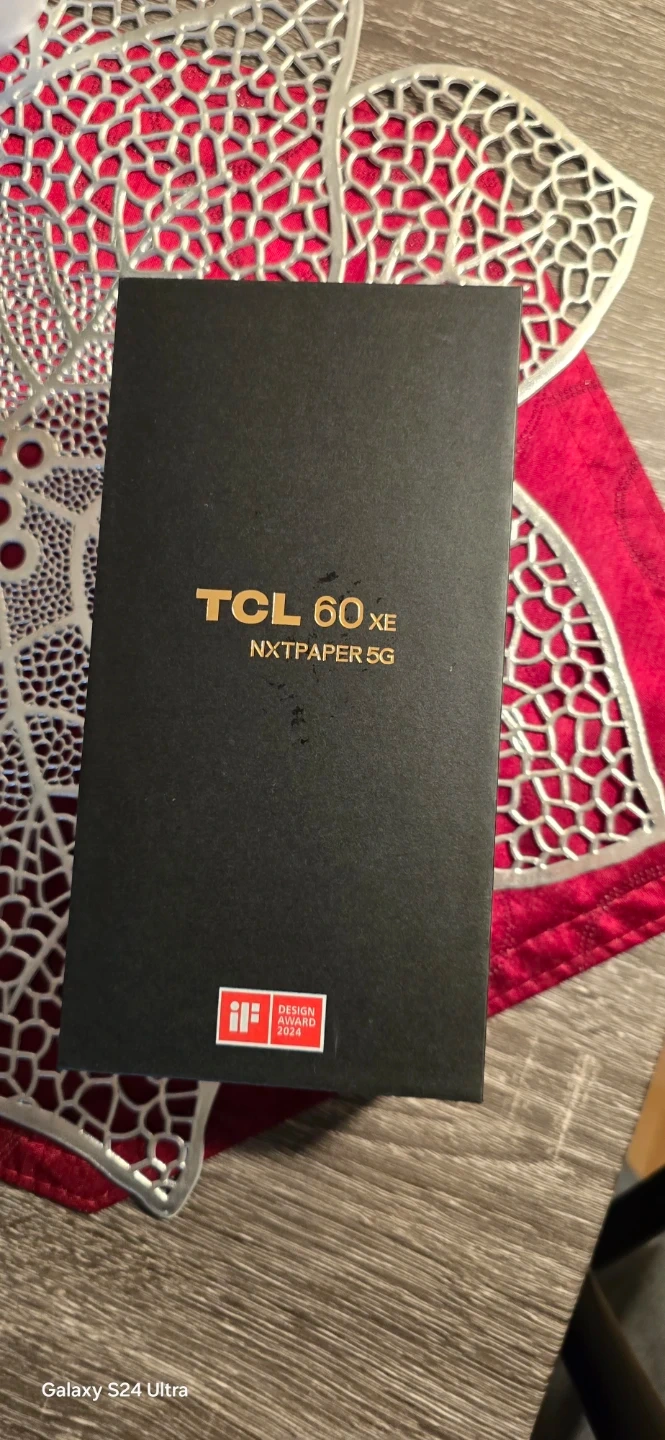 TCL 60 XE
NXTPAPER 5G
iF
DESIGN
AWARD
2024
Galaxy S24 Ultra